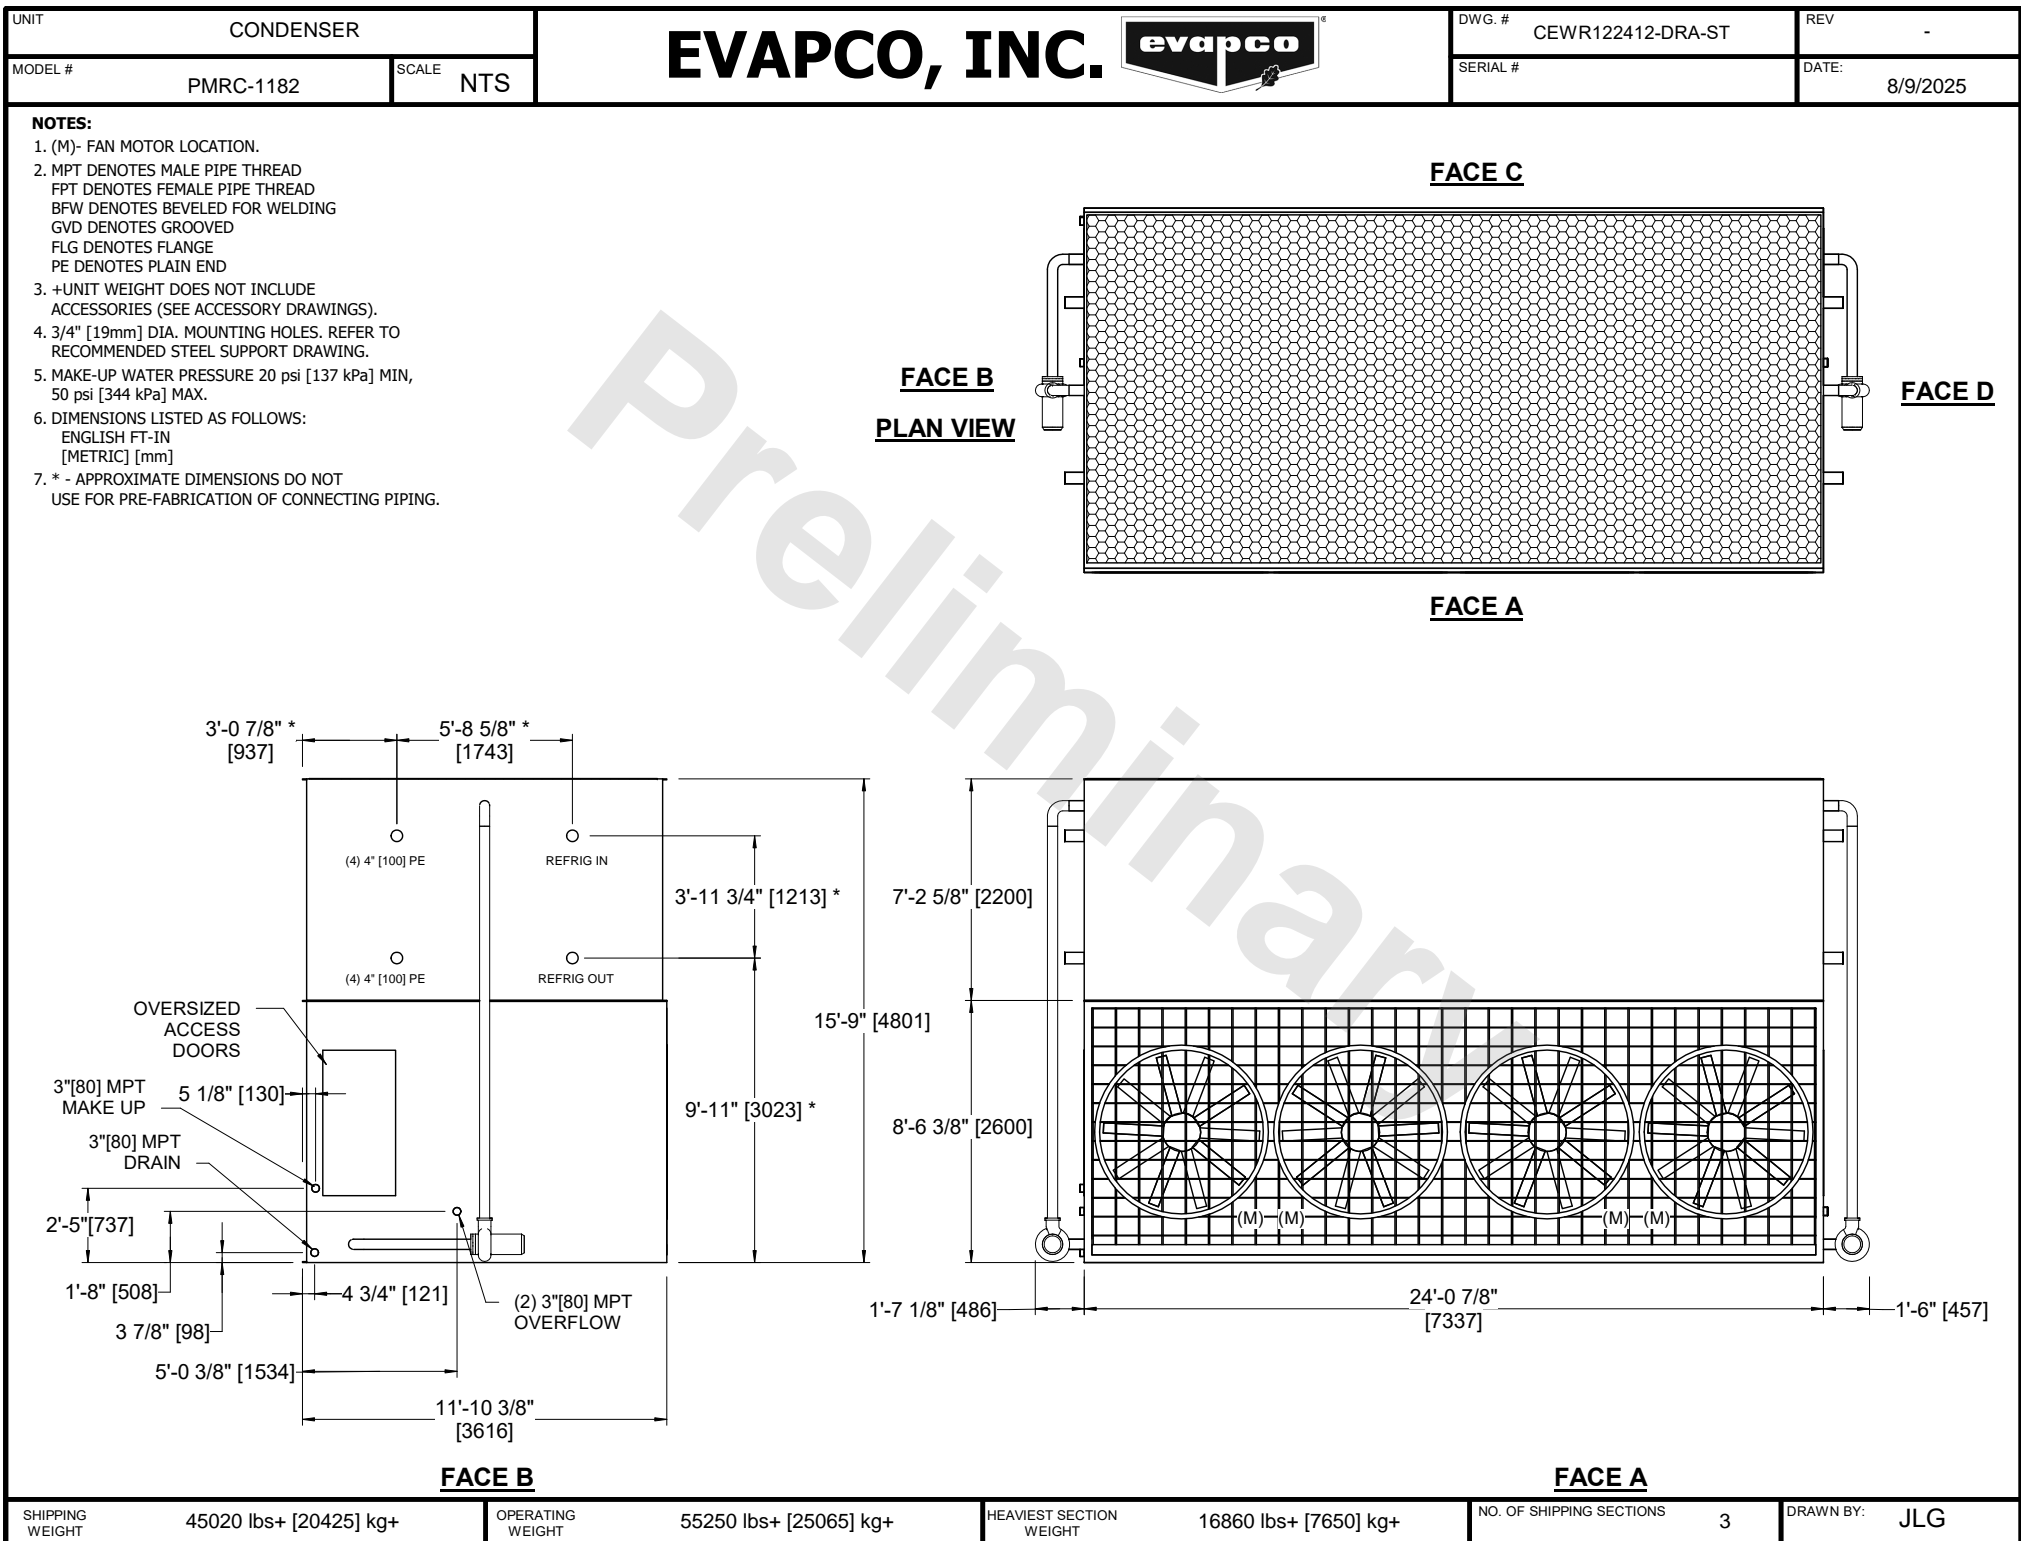 UNIT
CONDENSER
MODEL #
PMRC-1182
SCALE
NTS
EVAPCO, INC.
evapco
®
DWG. #
CEWR122412-DRA-ST
REV
-
SERIAL #
DATE:
8/9/2025
NOTES:
1. (M)- FAN MOTOR LOCATION.
2. MPT DENOTES MALE PIPE THREAD
FPT DENOTES FEMALE PIPE THREAD
BFW DENOTES BEVELED FOR WELDING
GVD DENOTES GROOVED
FLG DENOTES FLANGE
PE DENOTES PLAIN END
3. +UNIT WEIGHT DOES NOT INCLUDE
ACCESSORIES (SEE ACCESSORY DRAWINGS).
4. 3/4" [19mm] DIA. MOUNTING HOLES. REFER TO
RECOMMENDED STEEL SUPPORT DRAWING.
5. MAKE-UP WATER PRESSURE 20 psi [137 kPa] MIN,
50 psi [344 kPa] MAX.
6. DIMENSIONS LISTED AS FOLLOWS:
ENGLISH FT-IN
[METRIC] [mm]
7. * - APPROXIMATE DIMENSIONS DO NOT
USE FOR PRE-FABRICATION OF CONNECTING PIPING.
FACE C
FACE B
PLAN VIEW
FACE D
FACE A
Preliminary
3'-0 7/8" *
[937]
5'-8 5/8" *
[1743]
(4) 4" [100] PE
REFRIG IN
3'-11 3/4" [1213] *
(4) 4" [100] PE
REFRIG OUT
OVERSIZED
ACCESS
DOORS
15'-9" [4801]
3"[80] MPT
MAKE UP
5 1/8" [130]
9'-11" [3023] *
3"[80] MPT
DRAIN
2'-5"[737]
1'-8" [508]
4 3/4" [121]
(2) 3"[80] MPT
OVERFLOW
3 7/8" [98]
5'-0 3/8" [1534]
11'-10 3/8"
[3616]
FACE B
7'-2 5/8" [2200]
8'-6 3/8" [2600]
(M)
(M)
(M)
(M)
1'-7 1/8" [486]
24'-0 7/8"
[7337]
1'-6" [457]
FACE A
SHIPPING
WEIGHT
45020 lbs+ [20425] kg+
OPERATING
WEIGHT
55250 lbs+ [25065] kg+
HEAVIEST SECTION
WEIGHT
16860 lbs+ [7650] kg+
NO. OF SHIPPING SECTIONS
3
DRAWN BY:
JLG